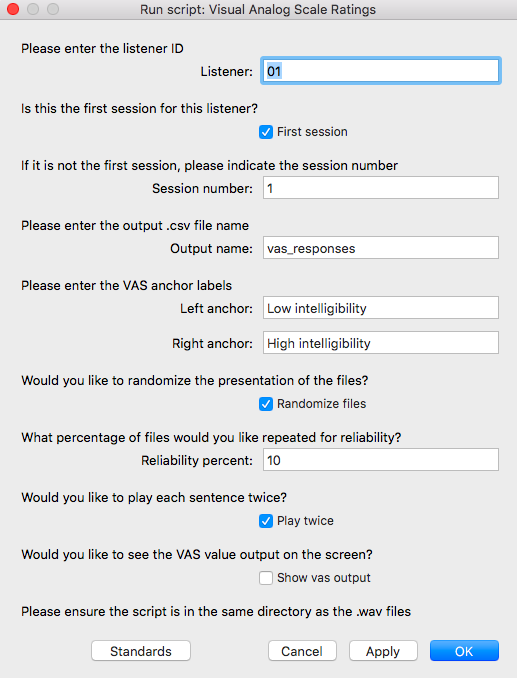 Run script: Visual Analog Scale Ratings
Please enter the listener ID
Listener: 01
Is this the first session for this listener?
First session
If it is not the first session, please indicate the session number
Session number: 1
Please enter the output .csv file name
Output name: vas_responses
Please enter the VAS anchor labels
Left anchor: Low intelligibility
Right anchor: High intelligibility
Would you like to randomize the presentation of the files?
Randomize files
What percentage of files would you like repeated for reliability?
Reliability percent: 10
Would you like to play each sentence twice?
Play twice
Would you like to see the VAS value output on the screen?
Show vas output
Please ensure the script is in the same directory as the .wav files
Standards Cancel Apply OK